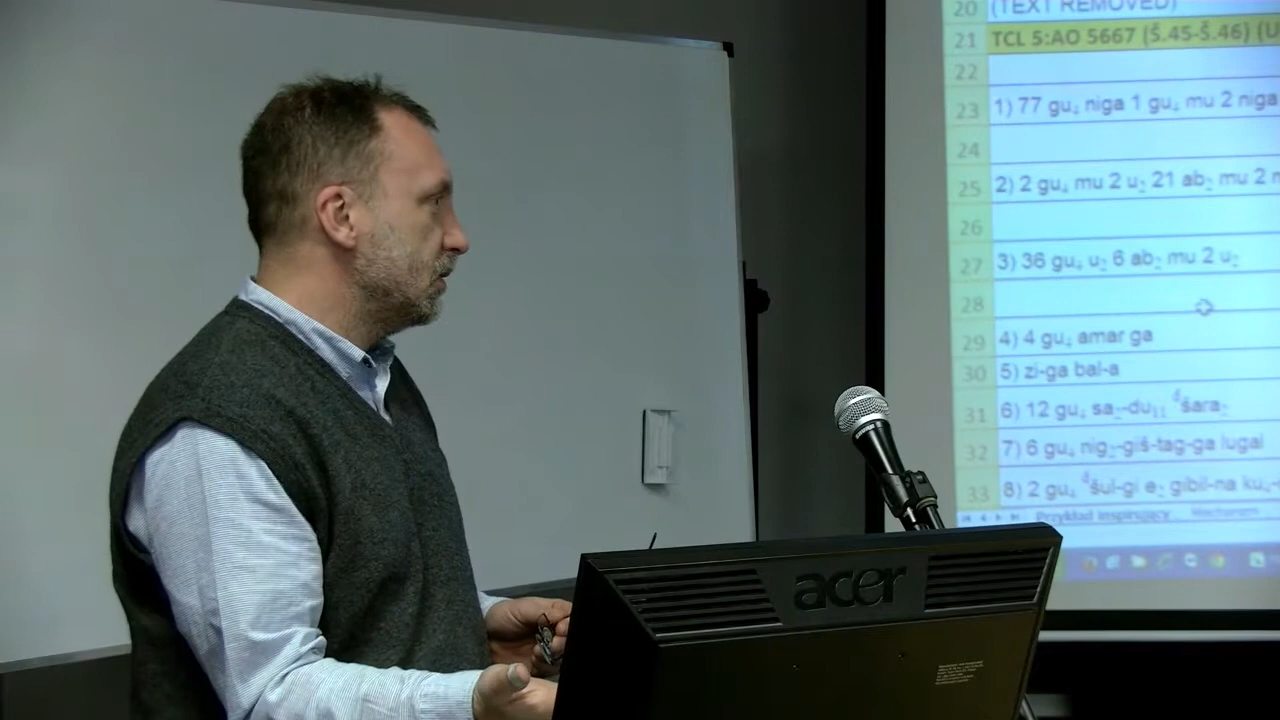 20 (TEXT REMOVED)
21 TCL 5:AO 5667 (Š.45-Š.46) (U
22
23 1) 77 gu₄ niga 1 gu₄ mu 2 niga
24
25 2) 2 gu₄ mu 2 u₂ 21 ab₂ mu 2 n
26
27 3) 36 gu₄ u₂ 6 ab₂ mu 2 u₂
28
29 4) 4 gu₄ amar ga
30 5) zi-ga bal-a
31 6) 12 gu₄ sa₂-du₁₁ ᵈšara₂
32 7) 6 gu₄ nig₂-giš-tag-ga lugal
33 8) 2 gu₄ ᵈšul-gi e₂ gibil-na ku₄-
Przykład inspirujący
acer